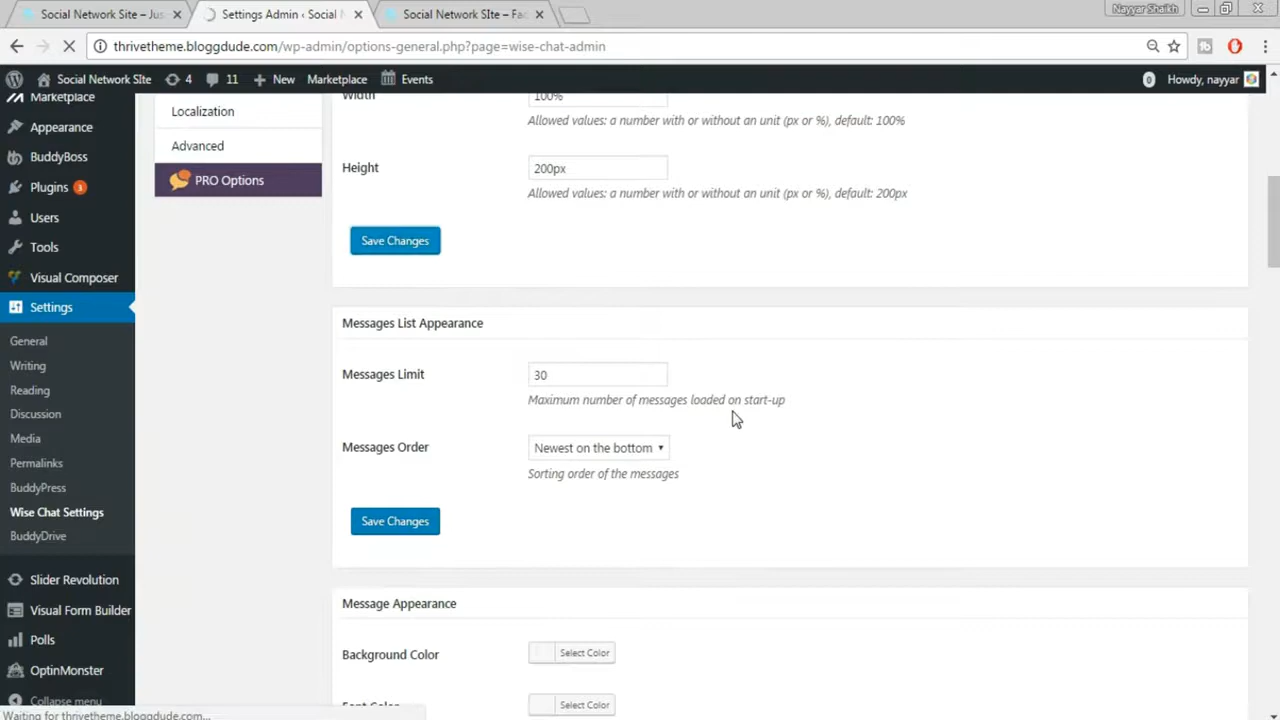 Social Network Site – Jus
Settings Admin ‹ Social
Social Network SIte – Fac
Nayyar Shaikh
thrivetheme.bloggdude.com/wp-admin/options-general.php?page=wise-chat-admin
Social Network SIte 4 11 New Marketplace Events 0 Howdy, nayyar
Marketplace
Appearance
BuddyBoss
Plugins 3
Users
Tools
Visual Composer
Settings
General
Writing
Reading
Discussion
Media
Permalinks
BuddyPress
Wise Chat Settings
BuddyDrive
Slider Revolution
Visual Form Builder
Polls
OptinMonster
Collapse menu
Waiting for thrivetheme.bloggdude.com...
Localization
Advanced
PRO Options
Width 100%
Allowed values: a number with or without an unit (px or %), default: 100%
Height 200px
Allowed values: a number with or without an unit (px or %), default: 200px
Save Changes
Messages List Appearance
Messages Limit 30
Maximum number of messages loaded on start-up
Messages Order Newest on the bottom
Sorting order of the messages
Save Changes
Message Appearance
Background Color Select Color
Font Color Select Color